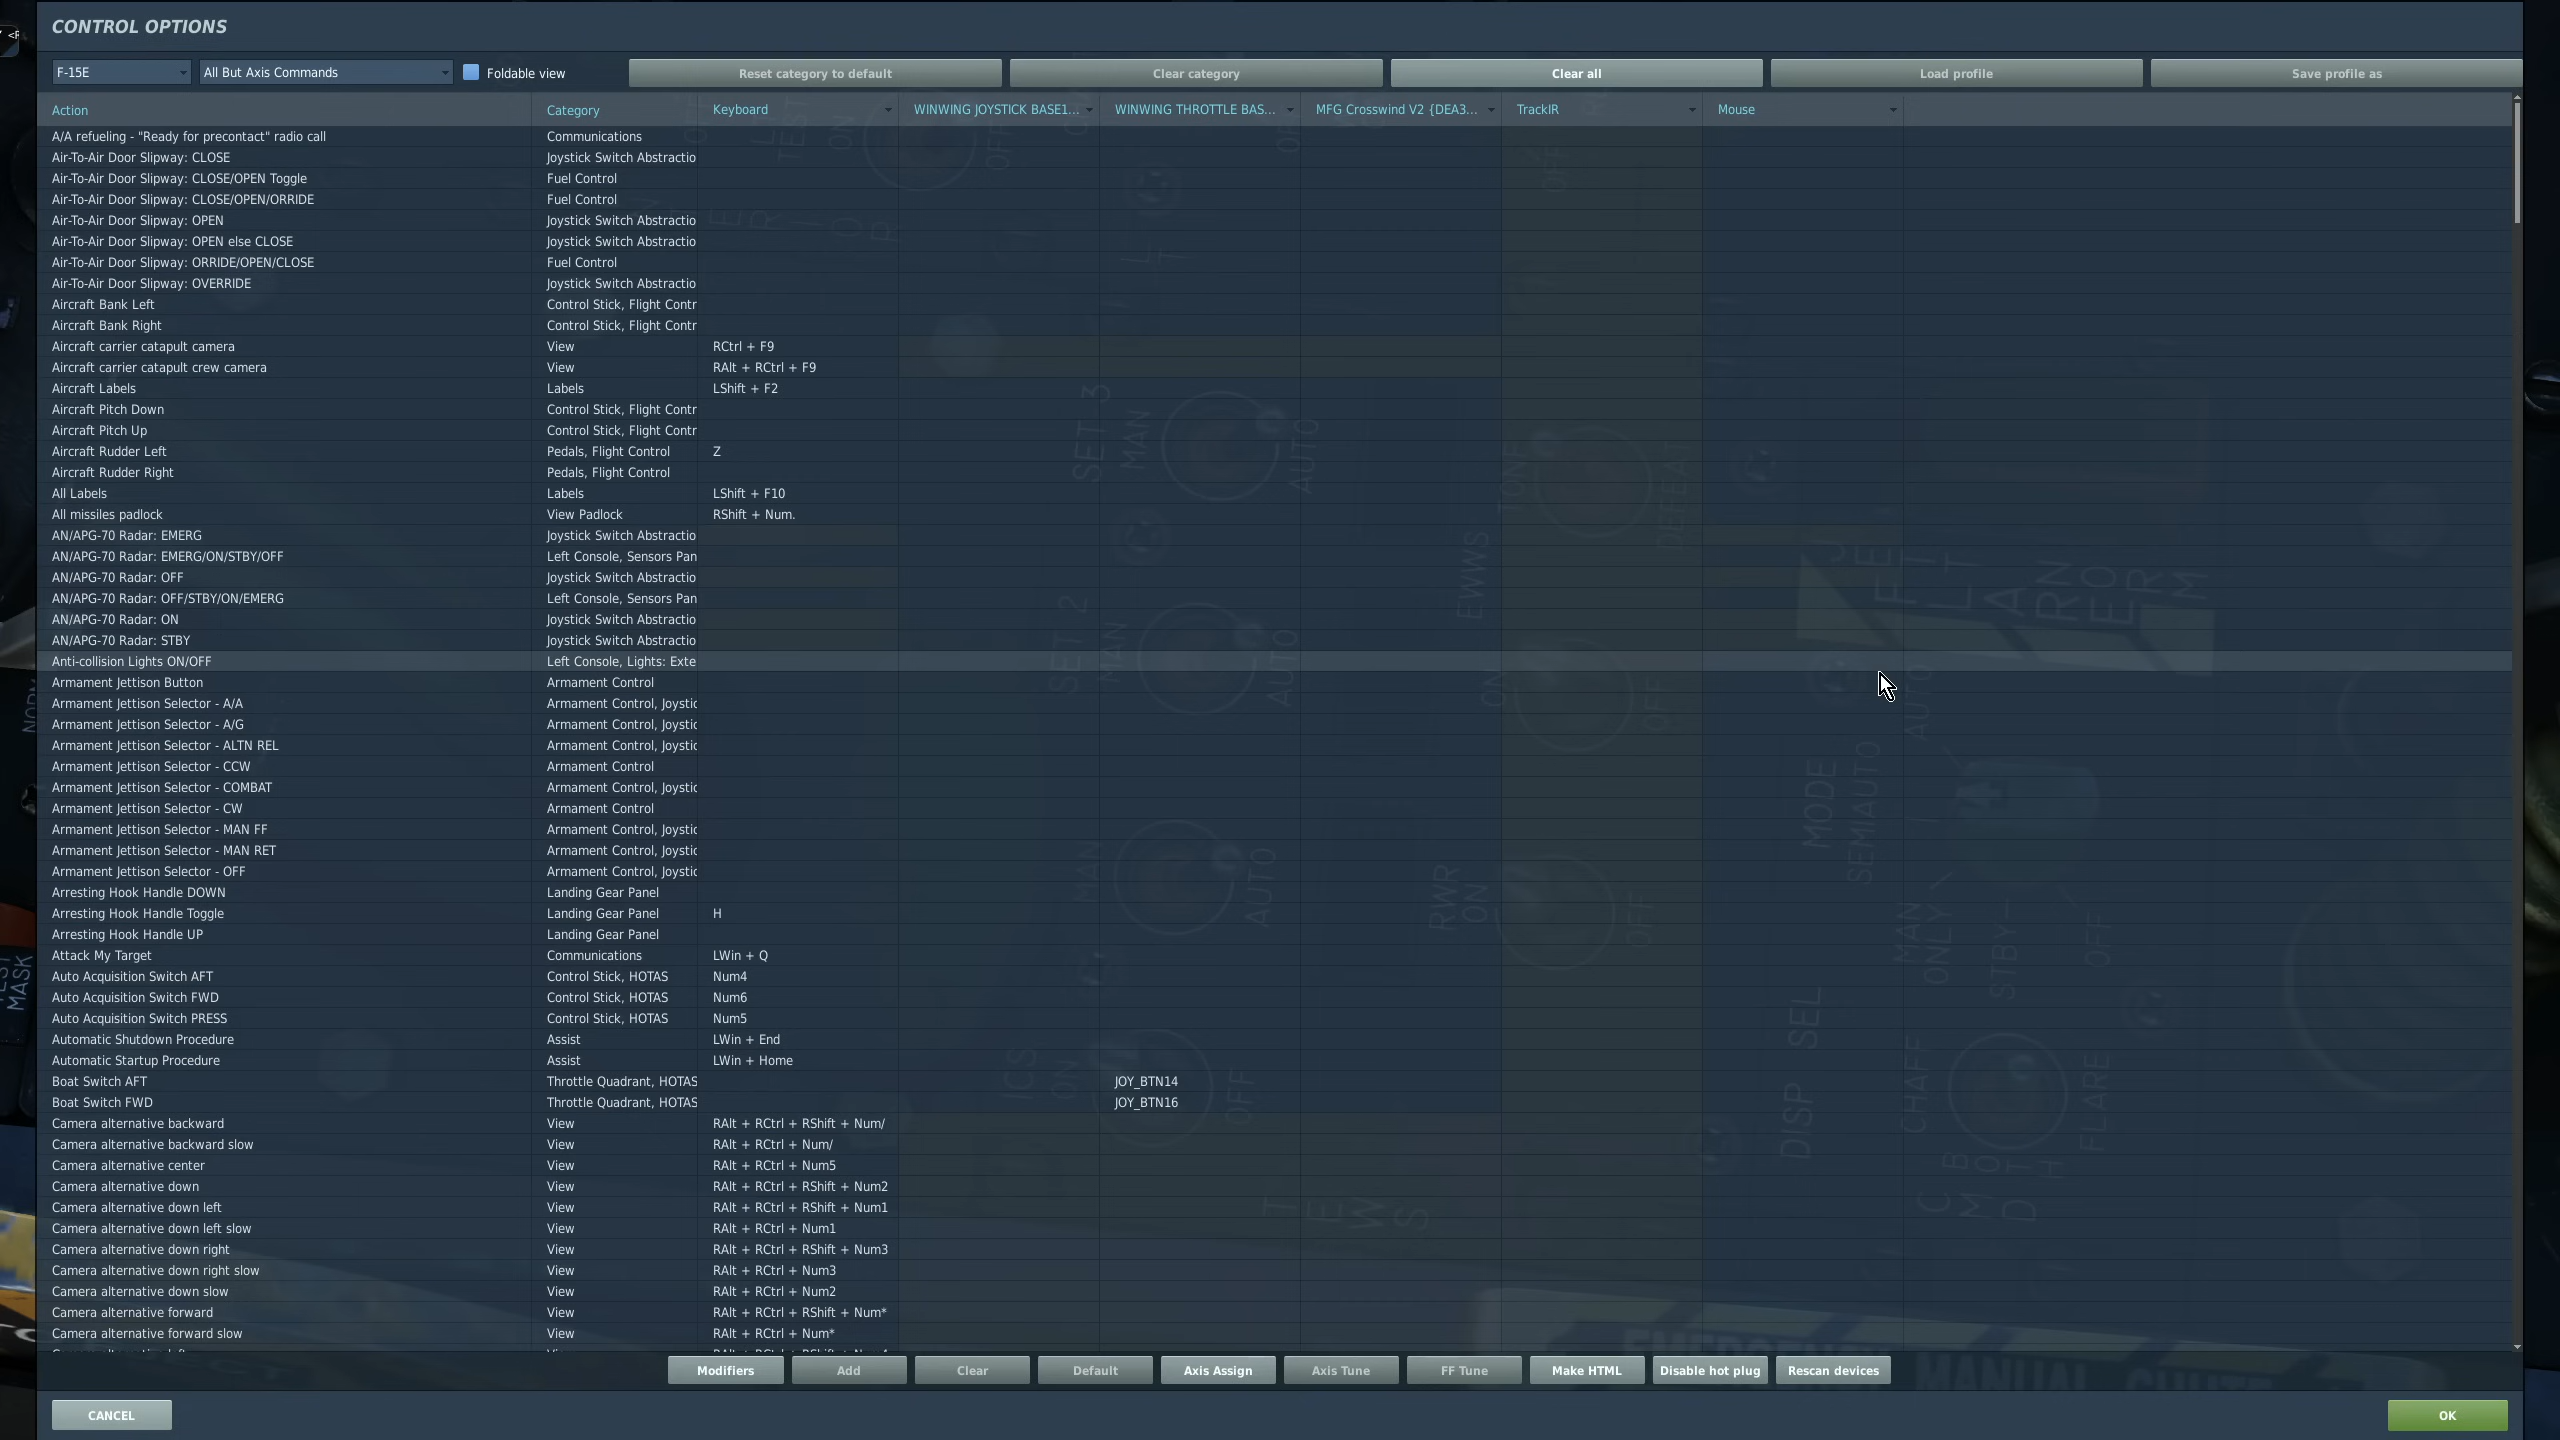 CONTROL OPTIONS
F-15E All But Axis Commands Foldable view Reset category to default Clear category Clear all Load profile Save profile as
Action Category Keyboard WINWING JOYSTICK BASE1... WINWING THROTTLE BAS... MFG Crosswind V2 {DEA3... TrackIR Mouse
A/A refueling - "Ready for precontact" radio call Communications
Air-To-Air Door Slipway: CLOSE Joystick Switch Abstractio
Air-To-Air Door Slipway: CLOSE/OPEN Toggle Fuel Control
Air-To-Air Door Slipway: CLOSE/OPEN/ORRIDE Fuel Control
Air-To-Air Door Slipway: OPEN Joystick Switch Abstractio
Air-To-Air Door Slipway: OPEN else CLOSE Joystick Switch Abstractio
Air-To-Air Door Slipway: ORRIDE/OPEN/CLOSE Fuel Control
Air-To-Air Door Slipway: OVERRIDE Joystick Switch Abstractio
Aircraft Bank Left Control Stick, Flight Contr
Aircraft Bank Right Control Stick, Flight Contr
Aircraft carrier catapult camera View RCtrl + F9
Aircraft carrier catapult crew camera View RAlt + RCtrl + F9
Aircraft Labels Labels LShift + F2
Aircraft Pitch Down Control Stick, Flight Contr
Aircraft Pitch Up Control Stick, Flight Contr
Aircraft Rudder Left Pedals, Flight Control Z
Aircraft Rudder Right Pedals, Flight Control
All Labels Labels LShift + F10
All missiles padlock View Padlock RShift + Num.
AN/APG-70 Radar: EMERG Joystick Switch Abstractio
AN/APG-70 Radar: EMERG/ON/STBY/OFF Left Console, Sensors Pan
AN/APG-70 Radar: OFF Joystick Switch Abstractio
AN/APG-70 Radar: OFF/STBY/ON/EMERG Left Console, Sensors Pan
AN/APG-70 Radar: ON Joystick Switch Abstractio
AN/APG-70 Radar: STBY Joystick Switch Abstractio
Anti-collision Lights ON/OFF Left Console, Lights: Exte
Armament Jettison Button Armament Control
Armament Jettison Selector - A/A Armament Control, Joystic
Armament Jettison Selector - A/G Armament Control, Joystic
Armament Jettison Selector - ALTN REL Armament Control, Joystic
Armament Jettison Selector - CCW Armament Control
Armament Jettison Selector - COMBAT Armament Control, Joystic
Armament Jettison Selector - CW Armament Control
Armament Jettison Selector - MAN FF Armament Control, Joystic
Armament Jettison Selector - MAN RET Armament Control, Joystic
Armament Jettison Selector - OFF Armament Control, Joystic
Arresting Hook Handle DOWN Landing Gear Panel
Arresting Hook Handle Toggle Landing Gear Panel H
Arresting Hook Handle UP Landing Gear Panel
Attack My Target Communications LWin + Q
Auto Acquisition Switch AFT Control Stick, HOTAS Num4
Auto Acquisition Switch FWD Control Stick, HOTAS Num6
Auto Acquisition Switch PRESS Control Stick, HOTAS Num5
Automatic Shutdown Procedure Assist LWin + End
Automatic Startup Procedure Assist LWin + Home
Boat Switch AFT Throttle Quadrant, HOTAS JOY_BTN14
Boat Switch FWD Throttle Quadrant, HOTAS JOY_BTN16
Camera alternative backward View RAlt + RCtrl + RShift + Num/
Camera alternative backward slow View RAlt + RCtrl + Num/
Camera alternative center View RAlt + RCtrl + Num5
Camera alternative down View RAlt + RCtrl + RShift + Num2
Camera alternative down left View RAlt + RCtrl + RShift + Num1
Camera alternative down left slow View RAlt + RCtrl + Num1
Camera alternative down right View RAlt + RCtrl + RShift + Num3
Camera alternative down right slow View RAlt + RCtrl + Num3
Camera alternative down slow View RAlt + RCtrl + Num2
Camera alternative forward View RAlt + RCtrl + RShift + Num*
Camera alternative forward slow View RAlt + RCtrl + Num*
Modifiers Add Clear Default Axis Assign Axis Tune FF Tune Make HTML Disable hot plug Rescan devices
CANCEL OK